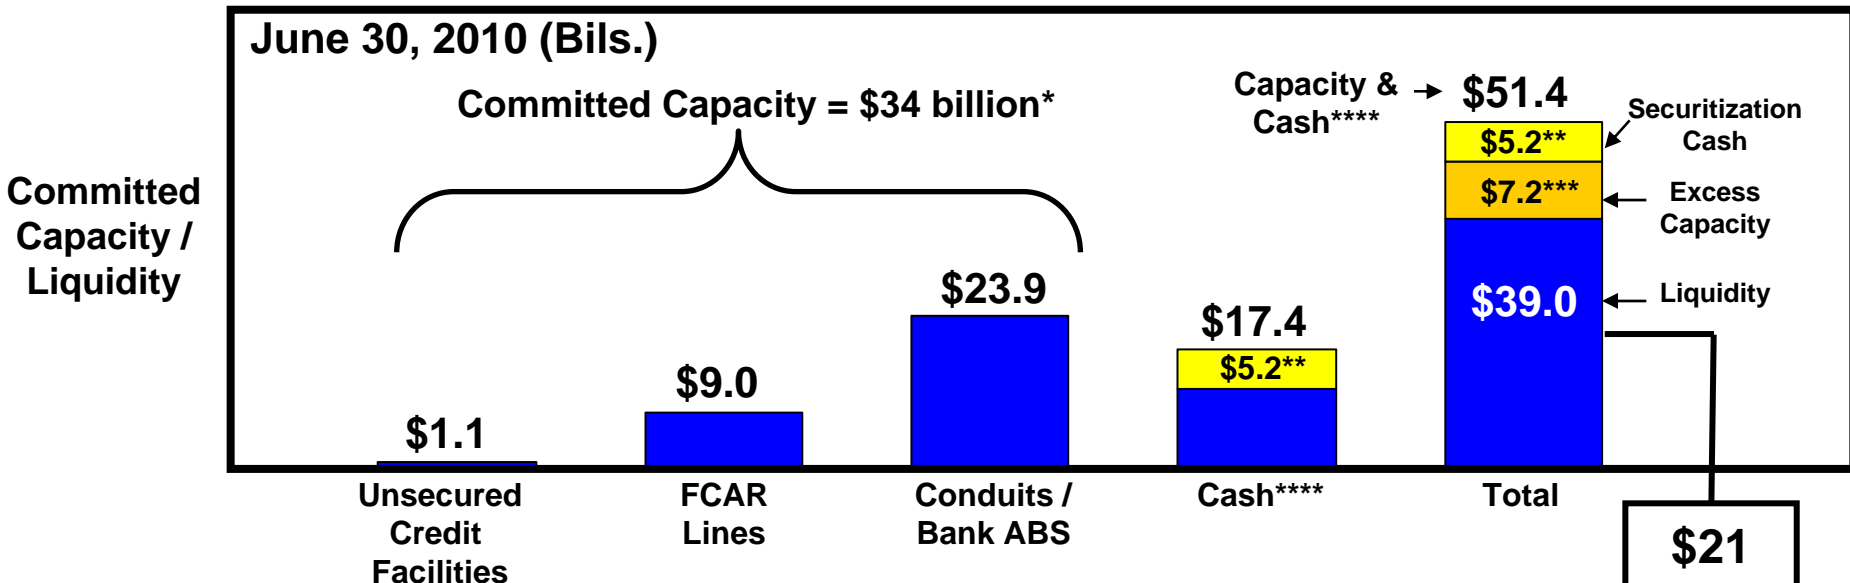 June 30, 2010 (Bils.)
Committed Capacity = $34 billion*
Capacity &
Cash****
$51.4
Securitization
Cash
$5.2**
$7.2***
Excess
Capacity
Committed
Capacity /
Liquidity
$39.0
Liquidity
$1.1
$9.0
$23.9
$17.4
$5.2**
Unsecured
Credit
Facilities
FCAR
Lines
Conduits /
Bank ABS
Cash****
Total
$21